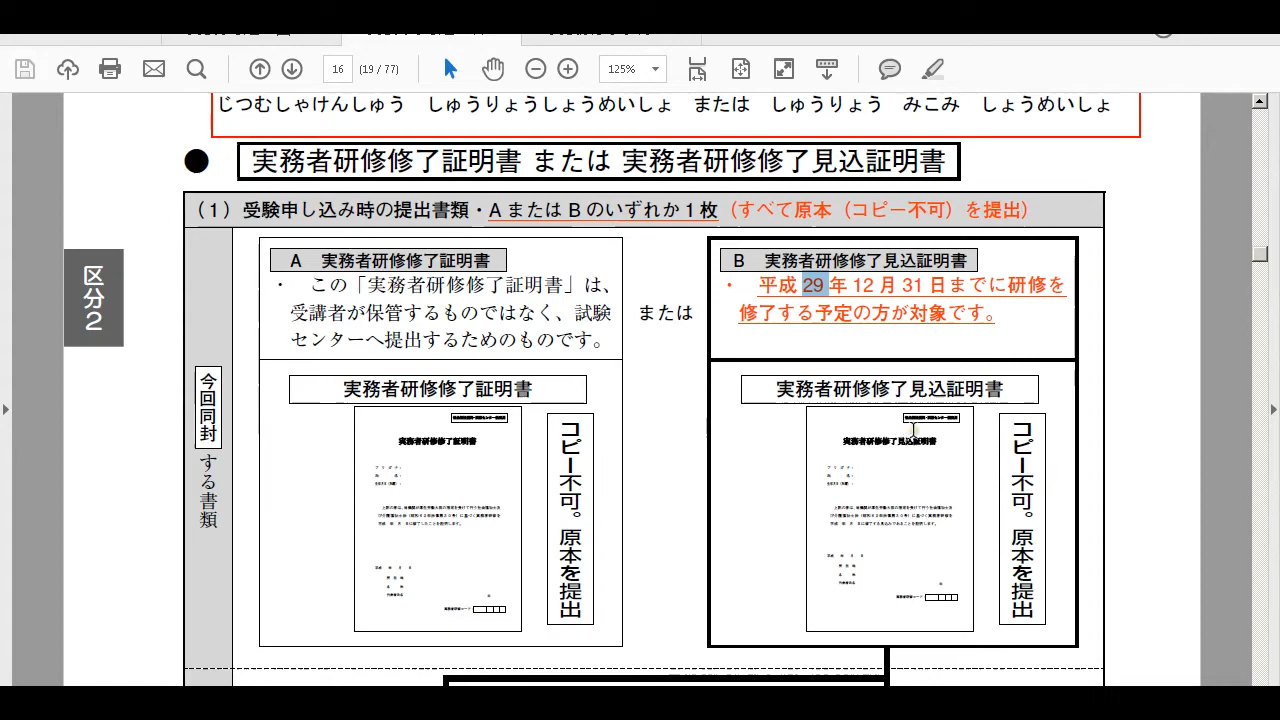 16 (19 / 77) 125%
じつむしゃけんしゅう しゅうりょうしょうめいしょ または しゅうりょう みこみ しょうめいしょ
● 実務者研修修了証明書 または 実務者研修修了見込証明書
(1) 受験申し込み時の提出書類・A または B のいずれか1枚 (すべて原本(コピー不可)を提出)
区分2
今回同封する書類
A 実務者研修修了証明書
・ この「実務者研修修了証明書」は、
受講者が保管するものではなく、試験
センターへ提出するためのものです。
または
B 実務者研修修了見込証明書
・ 平成 29 年 12 月 31 日までに研修を
修了する予定の方が対象です。
実務者研修修了証明書
実務者研修修了証明書
コピー不可。原本を提出
実務者研修修了見込証明書
実務者研修修了見込証明書
コピー不可。原本を提出